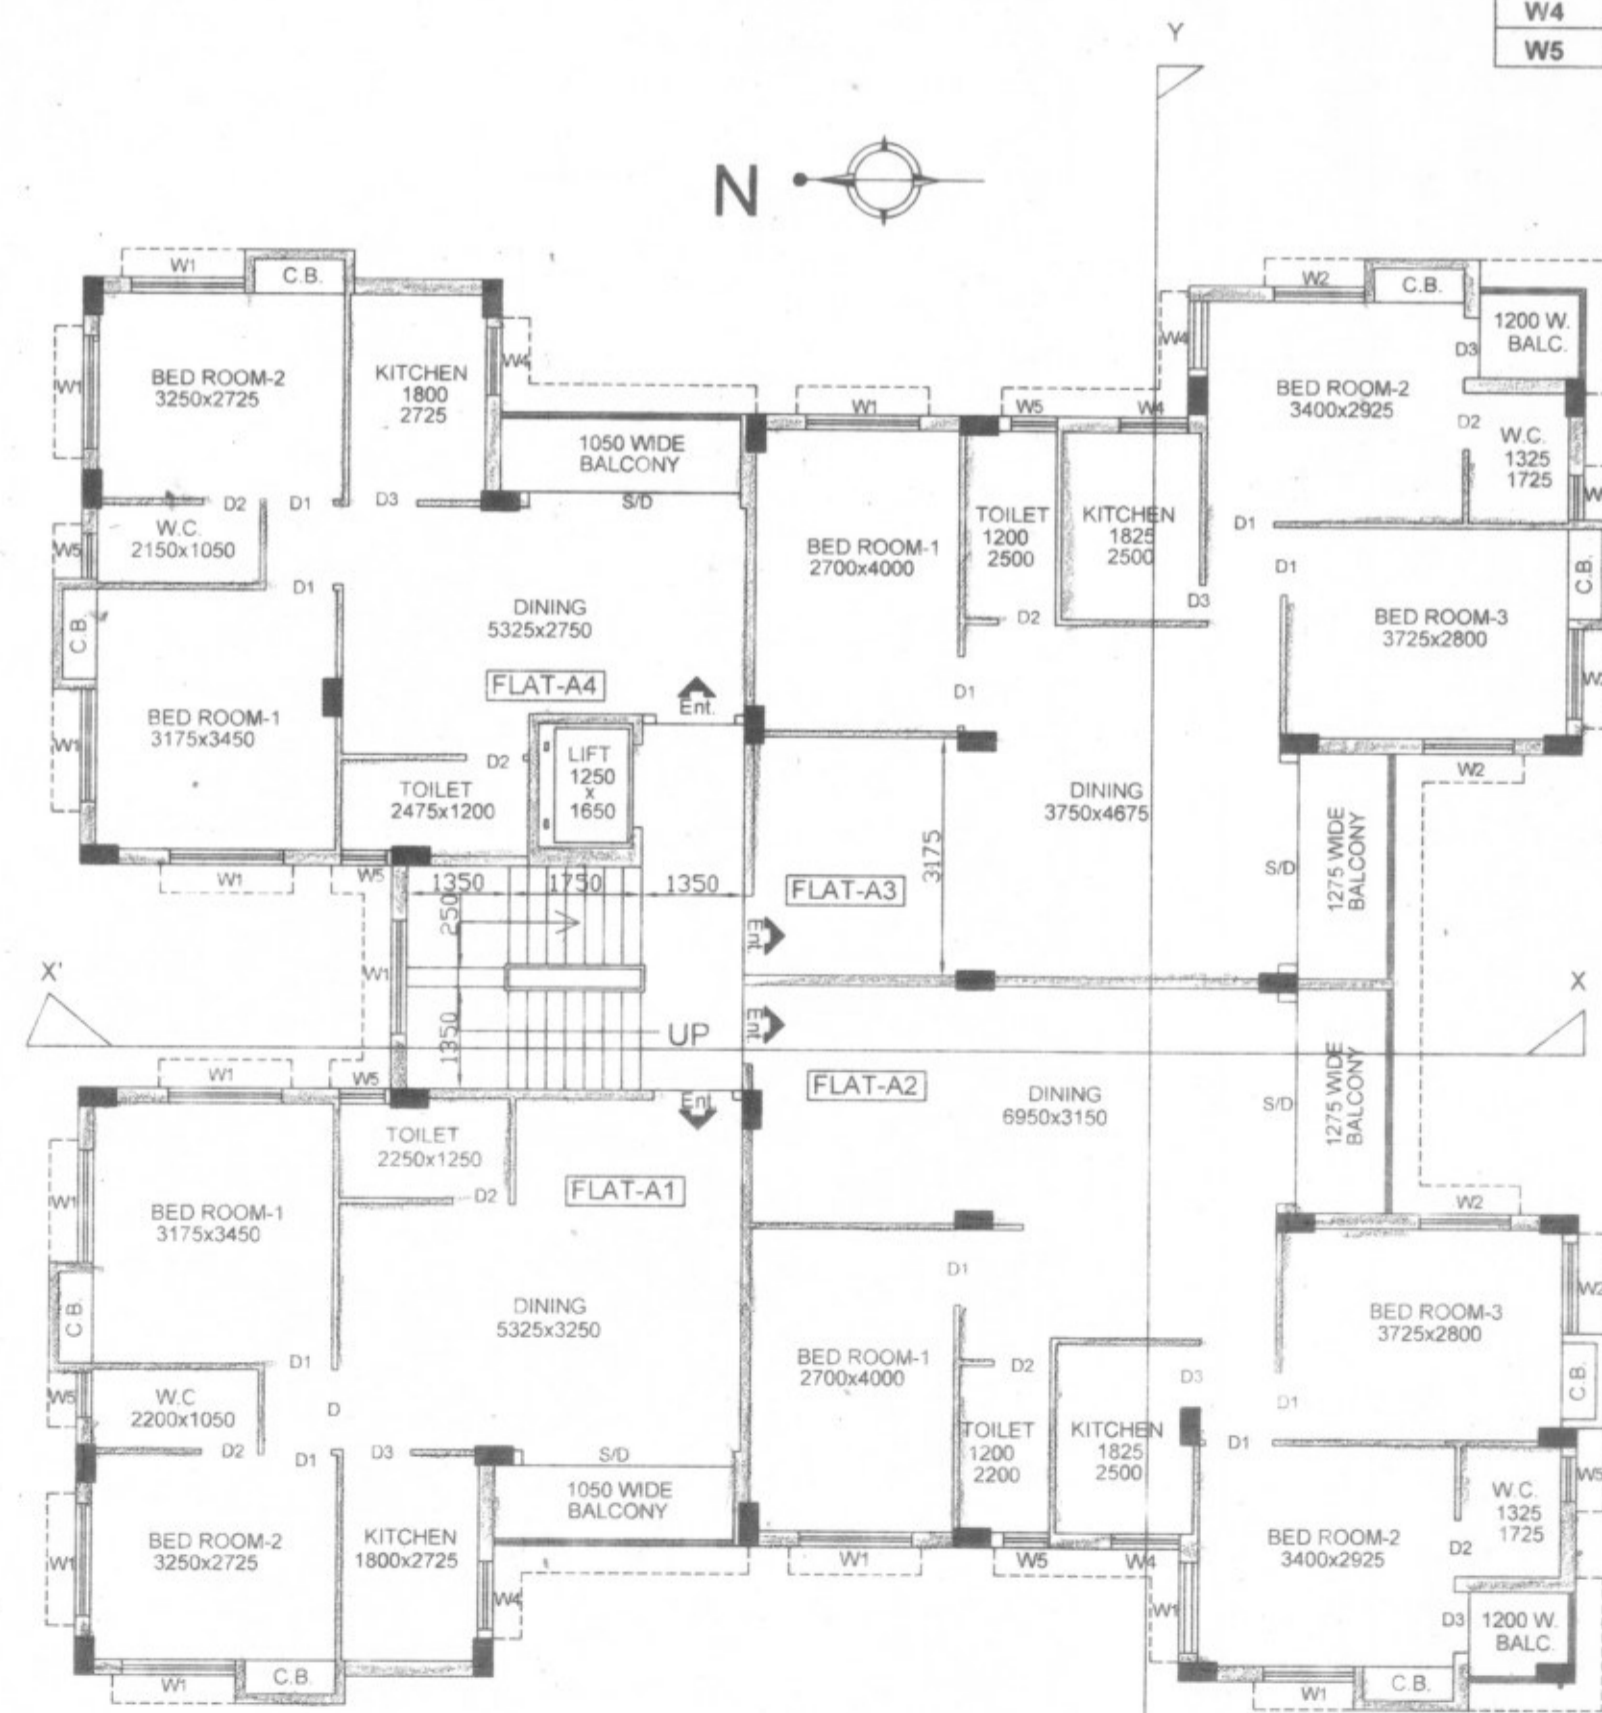 W4
W5
Y
N
W1
C.B.
W1
BED ROOM-2
3250x2725
KITCHEN
1800
2725
W4
1050 WIDE
BALCONY
S/D
D2
D1
D3
W.C.
2150x1050
W5
D1
C.B.
DINING
5325x2750
FLAT-A4
Ent.
BED ROOM-1
3175x3450
W1
D2
TOILET
2475x1200
LIFT
1250
x
1650
W1
W5
1350
1750
1350
250
W1
1350
UP
W1
BED ROOM-1
2700x4000
W5
W4
TOILET
1200
2500
D2
KITCHEN
1825
2500
D3
D1
3175
DINING
3750x4675
FLAT-A3
Ent.
W4
W2
C.B.
1200 W.
BALC.
D3
BED ROOM-2
3400x2925
D2
W.C.
1325
1725
D1
D1
C.B.
BED ROOM-3
3725x2800
W2
S/D
1275 WIDE
BALCONY
X'
X
Ent.
FLAT-A2
DINING
6950x3150
S/D
1275 WIDE
BALCONY
W2
W1
W5
Ent
TOILET
2250x1250
D2
FLAT-A1
W1
BED ROOM-1
3175x3450
C.B.
DINING
5325x3250
D1
W5
W.C
2200x1050
D
D2
D1
D3
S/D
1050 WIDE
BALCONY
W1
BED ROOM-2
3250x2725
KITCHEN
1800x2725
W4
W1
C.B.
D1
BED ROOM-1
2700x4000
D2
TOILET
1200
2200
KITCHEN
1825
2500
D3
W1
W5
W4
BED ROOM-3
3725x2800
W2
C.B.
D1
D1
W5
W.C.
1325
1725
BED ROOM-2
3400x2925
D2
W1
D3
1200 W.
BALC.
W1
C.B.